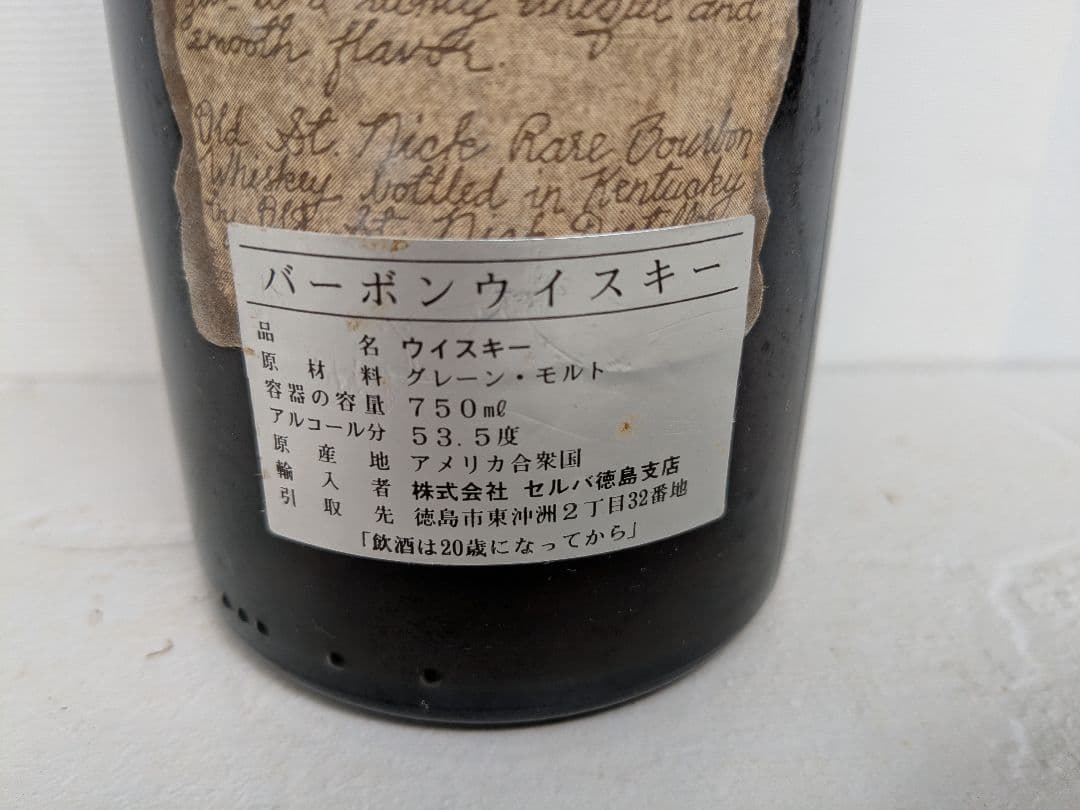 smooth flavor.
Old St. Nick Rare Bourbon
Whiskey bottled in Kentucky
St. Nick
バーボンウイスキー
品名 ウイスキー
原材料 グレーン・モルト
容器の容量 750mℓ
アルコール分 53.5度
原産地 アメリカ合衆国
輸入者 株式会社 セルバ徳島支店
引取先 徳島市東沖洲2丁目32番地
「飲酒は20歳になってから」